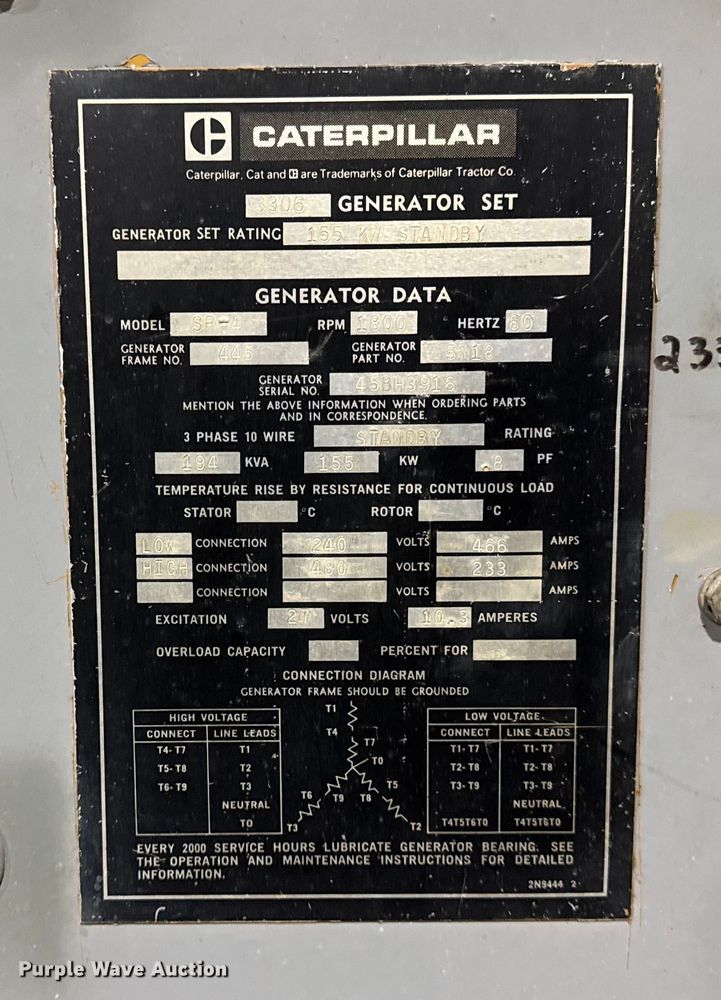 CATERPILLAR
Caterpillar, Cat and C are Trademarks of Caterpillar Tractor Co.
3306 GENERATOR SET
GENERATOR SET RATING 155 KW STANDBY
GENERATOR DATA
MODEL SR-4 RPM 1800 HERTZ 60
GENERATOR FRAME NO. 445 GENERATOR PART NO. 5N18
233
GENERATOR SERIAL NO. 45BH3916
MENTION THE ABOVE INFORMATION WHEN ORDERING PARTS
AND IN CORRESPONDENCE.
3 PHASE 10 WIRE STANDBY RATING
194 KVA 155 KW .8 PF
TEMPERATURE RISE BY RESISTANCE FOR CONTINUOUS LOAD
STATOR °C ROTOR °C
LOW CONNECTION 240 VOLTS 466 AMPS
HIGH CONNECTION 480 VOLTS 233 AMPS
CONNECTION VOLTS AMPS
EXCITATION 27 VOLTS 10.3 AMPERES
OVERLOAD CAPACITY PERCENT FOR
CONNECTION DIAGRAM
GENERATOR FRAME SHOULD BE GROUNDED
HIGH VOLTAGE
CONNECT LINE LEADS
T4-T7 T1
T5-T8 T2
T6-T9 T3
NEUTRAL
T0
T1
T4
T7
T0
T6 T9 T8 T5
T3 T2
LOW VOLTAGE
CONNECT LINE LEADS
T1-T7 T1-T7
T2-T8 T2-T8
T3-T9 T3-T9
NEUTRAL
T4T5T6T0 T4T5T6T0
EVERY 2000 SERVICE HOURS LUBRICATE GENERATOR BEARING. SEE
THE OPERATION AND MAINTENANCE INSTRUCTIONS FOR DETAILED
INFORMATION.
2N9444 2
Purple Wave Auction